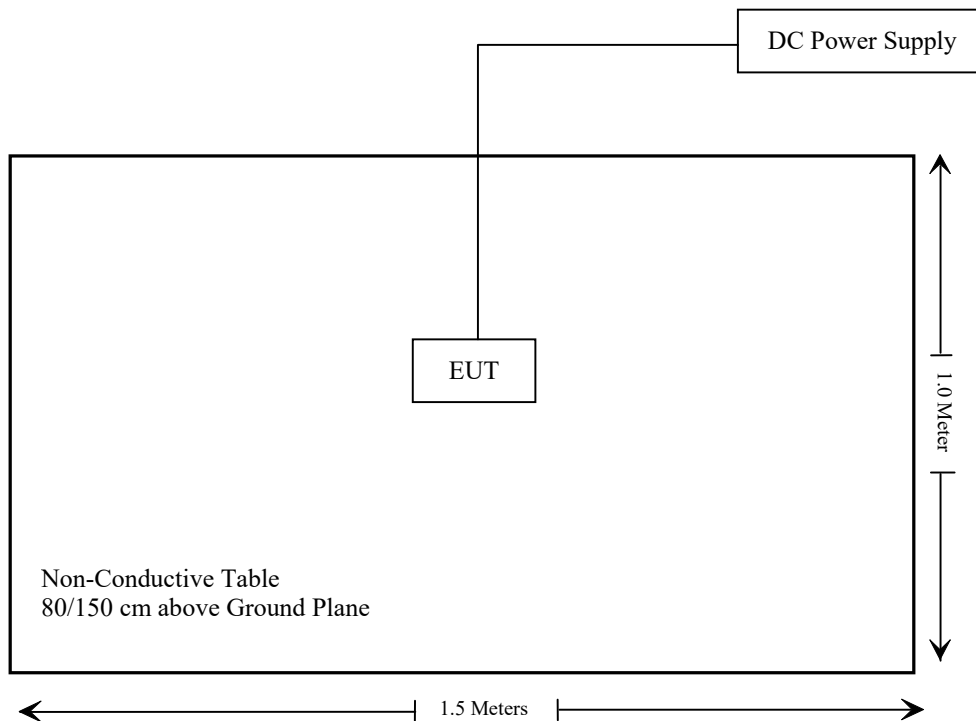 DC Power Supply
EUT
1.0 Meter
Non-Conductive Table
80/150 cm above Ground Plane
1.5 Meters